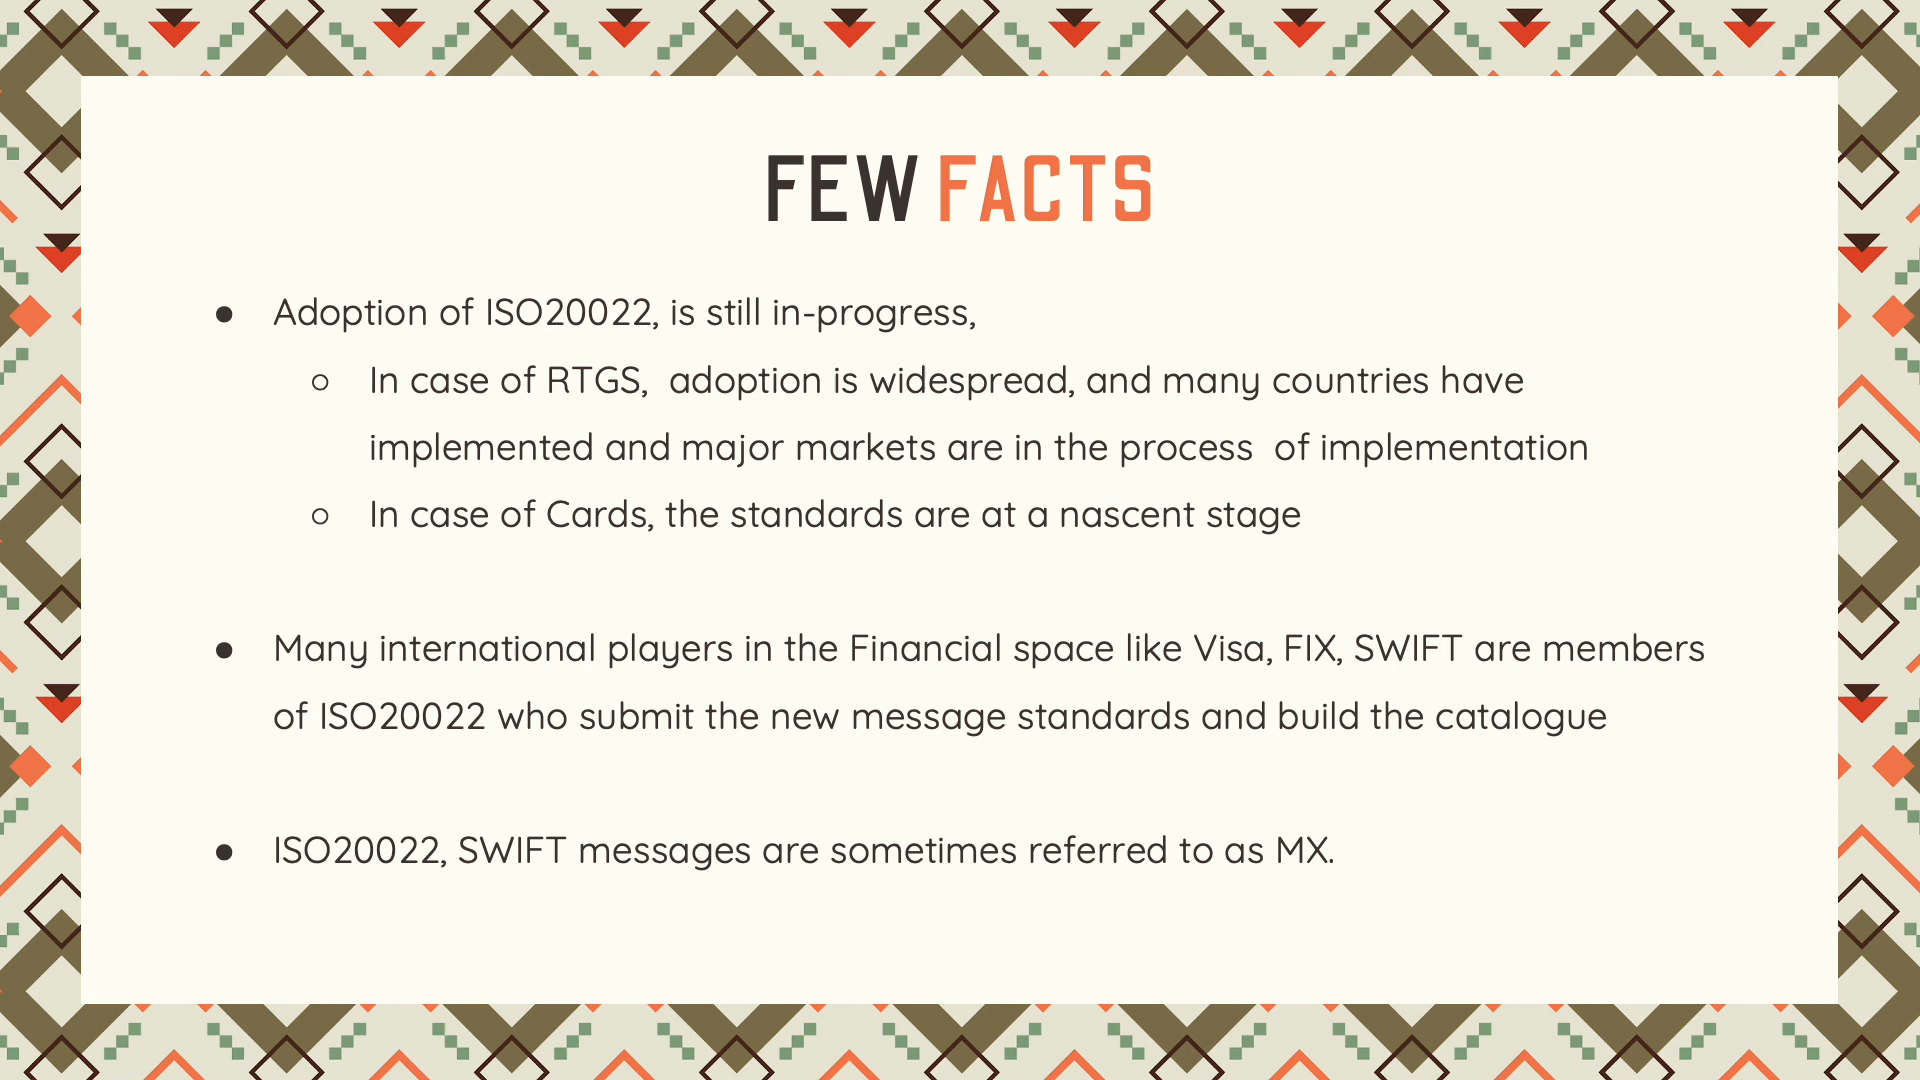 FEW FACTS
● Adoption of ISO20022, is still in-progress,
○ In case of RTGS,  adoption is widespread, and many countries have
implemented and major markets are in the process  of implementation
○ In case of Cards, the standards are at a nascent stage
● Many international players in the Financial space like Visa, FIX, SWIFT are members
of ISO20022 who submit the new message standards and build the catalogue
● ISO20022, SWIFT messages are sometimes referred to as MX.